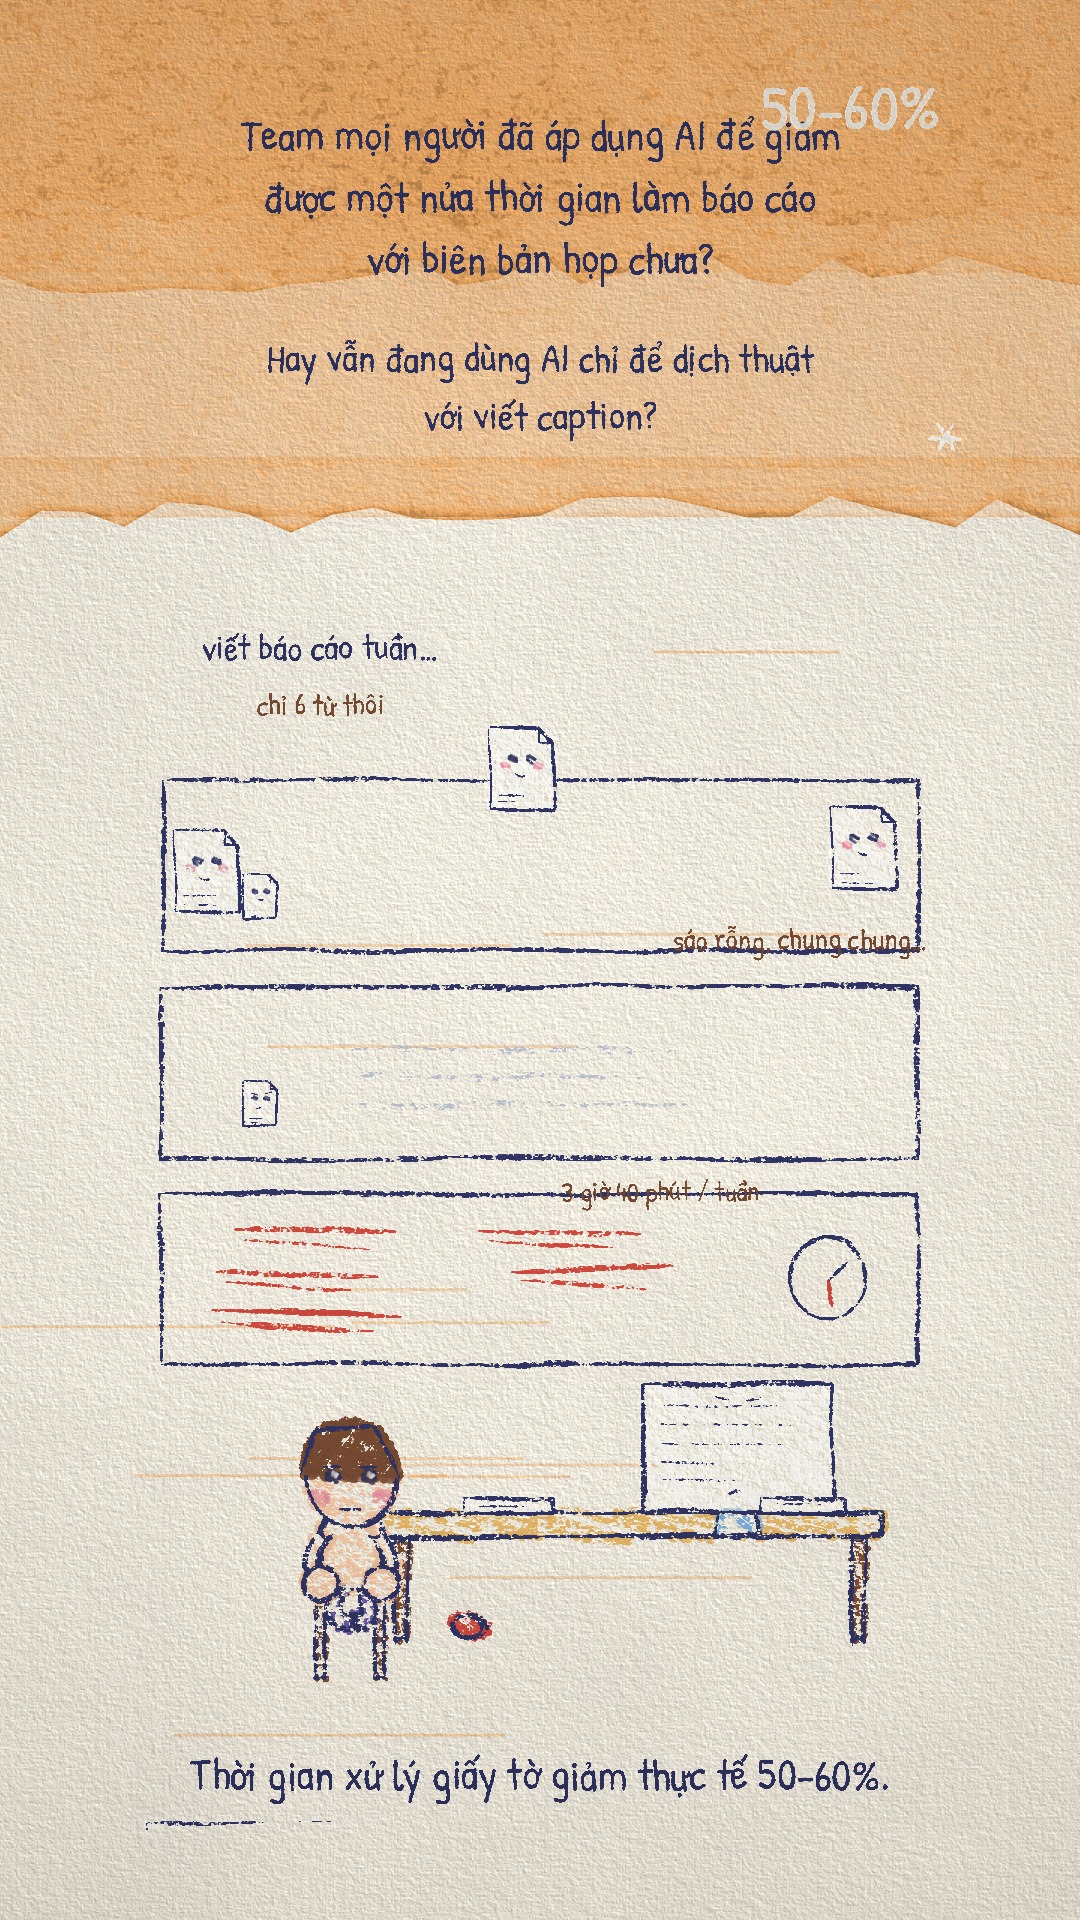 50–60%
Team mọi người đã áp dụng AI để giảm
được một nửa thời gian làm báo cáo
với biên bản họp chưa?
Hay vẫn đang dùng AI chỉ để dịch thuật
với viết caption?
viết báo cáo tuần...
chỉ 6 từ thôi
sáo rỗng, chung chung...
3 giờ 40 phút / tuần
Thời gian xử lý giấy tờ giảm thực tế 50–60%.